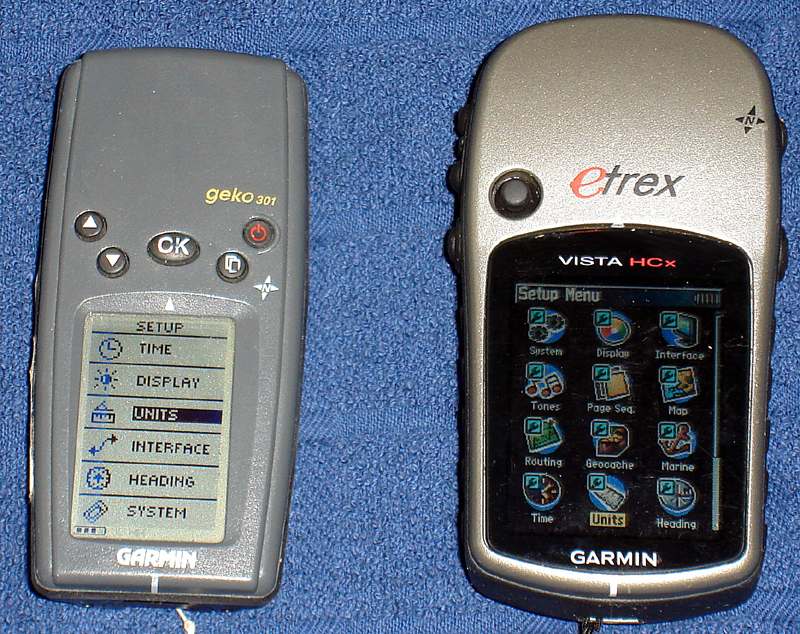 geko 301
OK
SETUP
TIME
DISPLAY
UNITS
INTERFACE
HEADING
SYSTEM
GARMIN
N
etrex
VISTA HCx
Setup Menu
System Display Interface
Tones Page Seq. Map
Routing Geocache Marine
Time Units Heading
GARMIN